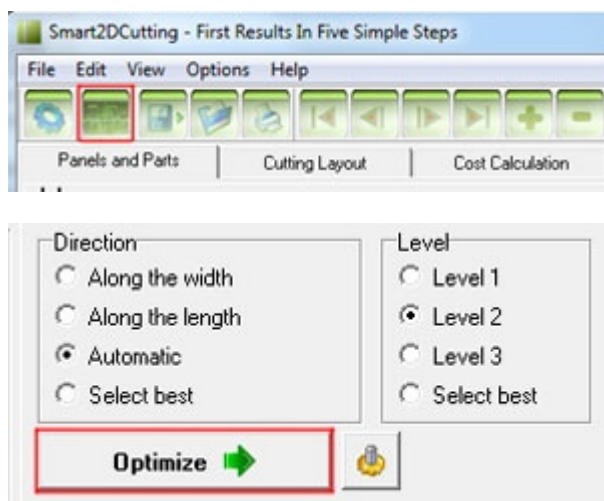 Smart2DCutting - First Results In Five Simple Steps
File Edit View Options Help
Panels and Parts Cutting Layout Cost Calculation
Direction Level
Along the width Level 1
Along the length Level 2
Automatic Level 3
Select best Select best
Optimize